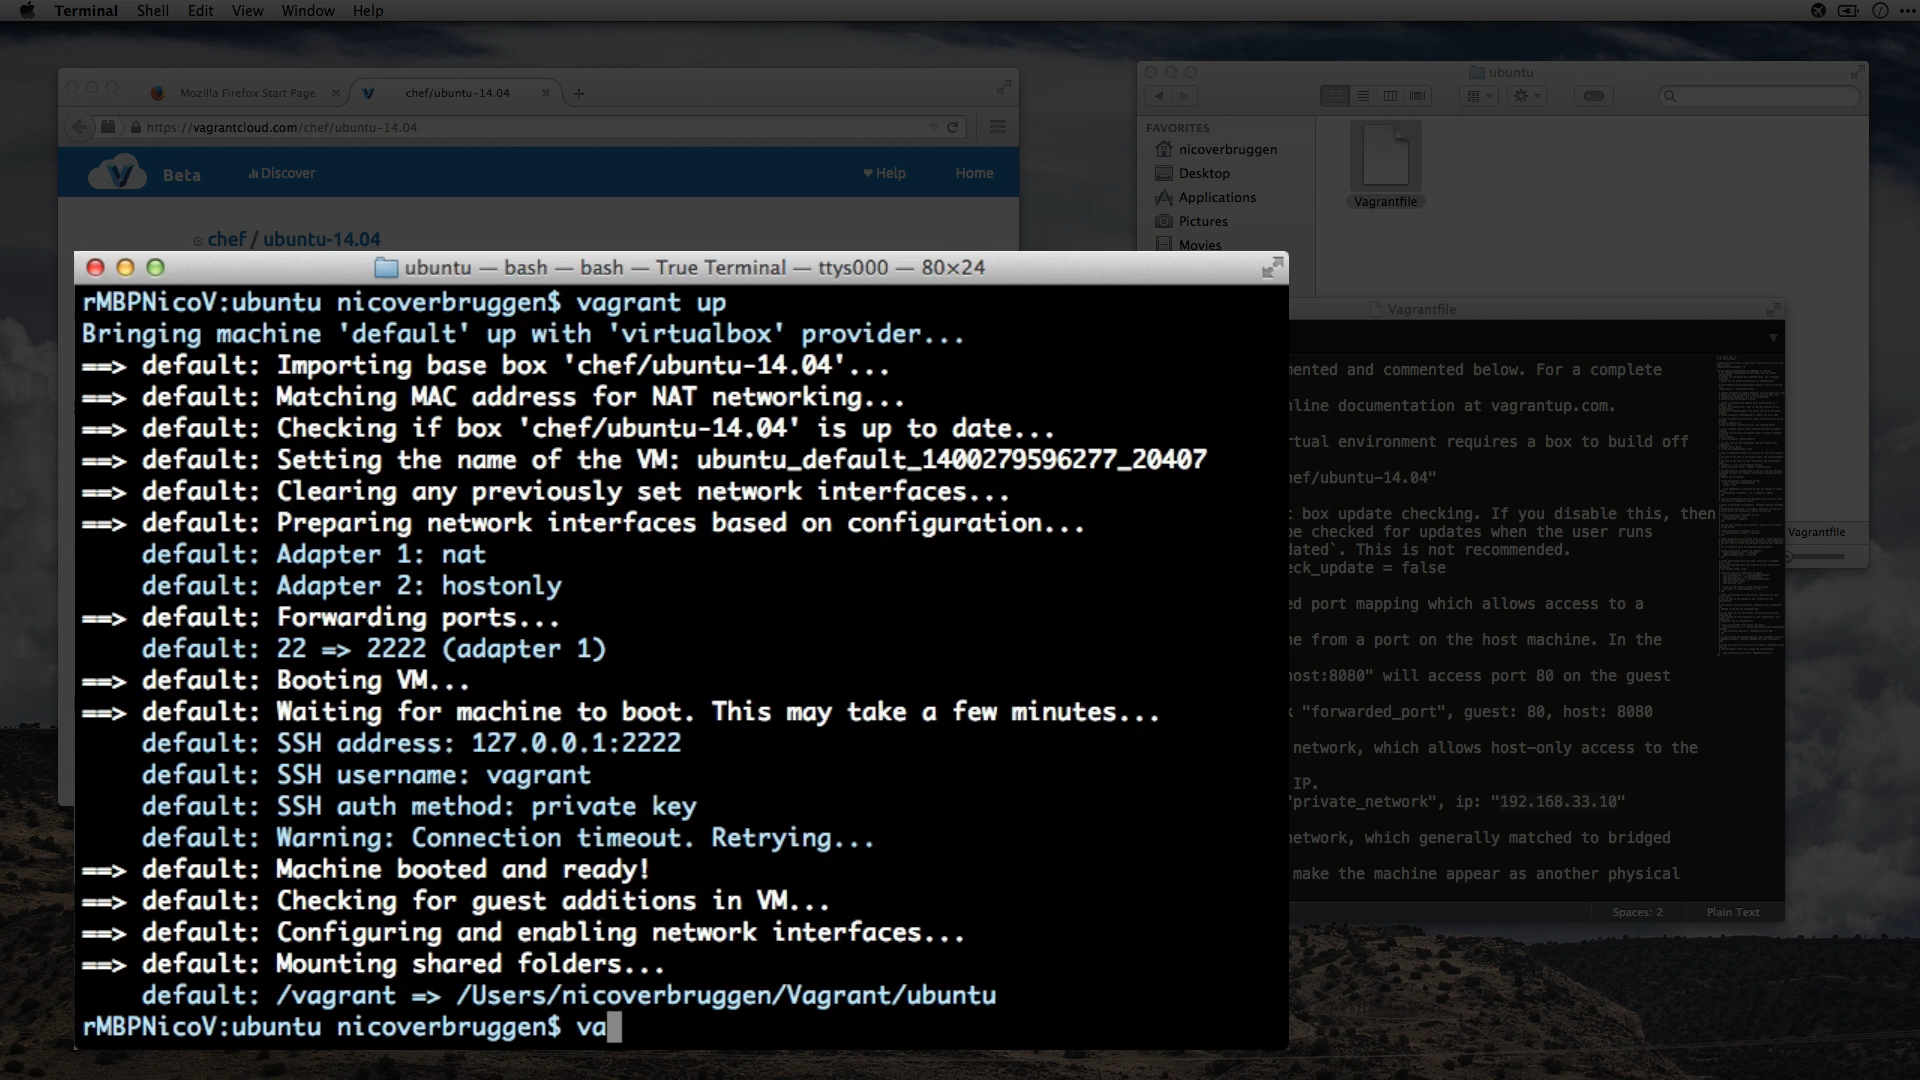 Terminal Shell Edit View Window Help
Mozilla Firefox Start Page
chef/ubuntu-14.04
https://vagrantcloud.com/chef/ubuntu-14.04
Beta
Discover
Help
Home
chef / ubuntu-14.04
ubuntu
FAVORITES
nicoverbruggen
Desktop
Applications
Pictures
Movies
Vagrantfile
ubuntu — bash — bash — True Terminal — ttys000 — 80×24
rMBPNicoV:ubuntu nicoverbruggen$ vagrant up
Bringing machine 'default' up with 'virtualbox' provider...
==> default: Importing base box 'chef/ubuntu-14.04'...
==> default: Matching MAC address for NAT networking...
==> default: Checking if box 'chef/ubuntu-14.04' is up to date...
==> default: Setting the name of the VM: ubuntu_default_1400279596277_20407
==> default: Clearing any previously set network interfaces...
==> default: Preparing network interfaces based on configuration...
default: Adapter 1: nat
default: Adapter 2: hostonly
==> default: Forwarding ports...
default: 22 => 2222 (adapter 1)
==> default: Booting VM...
==> default: Waiting for machine to boot. This may take a few minutes...
default: SSH address: 127.0.0.1:2222
default: SSH username: vagrant
default: SSH auth method: private key
default: Warning: Connection timeout. Retrying...
==> default: Machine booted and ready!
==> default: Checking for guest additions in VM...
==> default: Configuring and enabling network interfaces...
==> default: Mounting shared folders...
default: /vagrant => /Users/nicoverbruggen/Vagrant/ubuntu
rMBPNicoV:ubuntu nicoverbruggen$ va
Vagrantfile
mented and commented below. For a complete
nline documentation at vagrantup.com.
rtual environment requires a box to build off
hef/ubuntu-14.04"
c box update checking. If you disable this, then
be checked for updates when the user runs
dated`. This is not recommended.
eck_update = false
ed port mapping which allows access to a
ne from a port on the host machine. In the
host:8080" will access port 80 on the guest
k "forwarded_port", guest: 80, host: 8080
network, which allows host-only access to the
IP.
"private_network", ip: "192.168.33.10"
network, which generally matched to bridged
make the machine appear as another physical
Spaces: 2
Plain Text
Vagrantfile